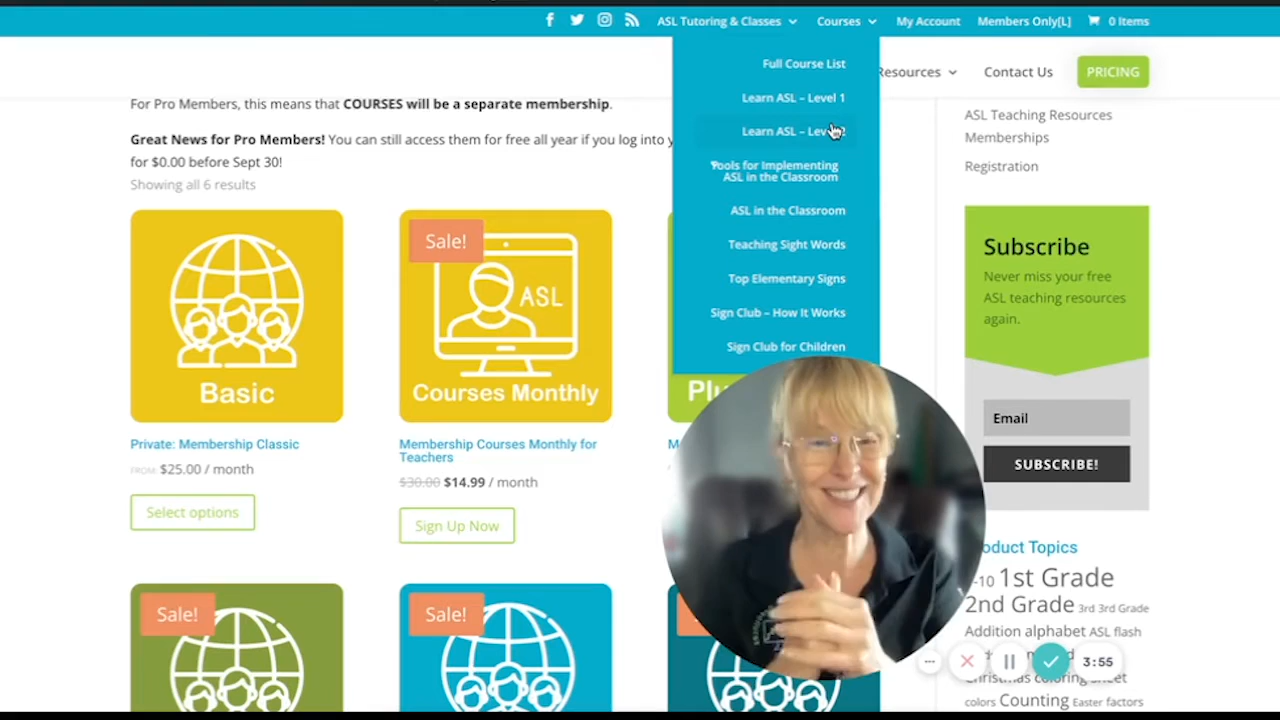 ASL Tutoring & Classes
Courses
My Account
Members Only[L]
0 Items
Full Course List
Learn ASL – Level 1
Learn ASL –
Tools for Implementing
ASL in the Classroom
ASL in the Classroom
Teaching Sight Words
Top Elementary Signs
Sign Club – How It Works
Sign Club for Children
Resources
Contact Us
PRICING
For Pro Members, this means that COURSES will be a separate membership.
Great News for Pro Members! You can still access them for free all year if you log into
for $0.00 before Sept 30!
Showing all 6 results
Basic
Private: Membership Classic
FROM: $25.00 / month
Select options
Sale!
ASL
Courses Monthly
Membership Courses Monthly for
Teachers
$30.00 $14.99 / month
Sign Up Now
Sale!
Sale!
ASL Teaching Resources
Memberships
Registration
Subscribe
Never miss your free
ASL teaching resources
again.
Email
SUBSCRIBE!
Topics
1st Grade
2nd Grade 3rd 3rd Grade
Addition alphabet ASL flash
Christmas coloring sheet
colors Counting Easter factors
3:55